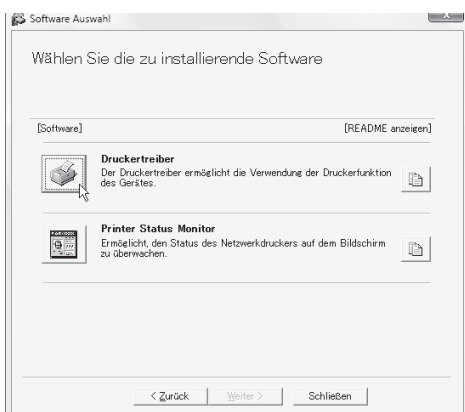 Software Auswahl
Wählen Sie die zu installierende Software
[Software] [README anzeigen]
Druckertreiber
Der Druckertreiber ermöglicht die Verwendung der Druckerfunktion
des Gerätes.
Printer Status Monitor
Ermöglicht, den Status des Netzwerkdruckers auf dem Bildschirm
zu überwachen.
< Zurück Weiter > Schließen